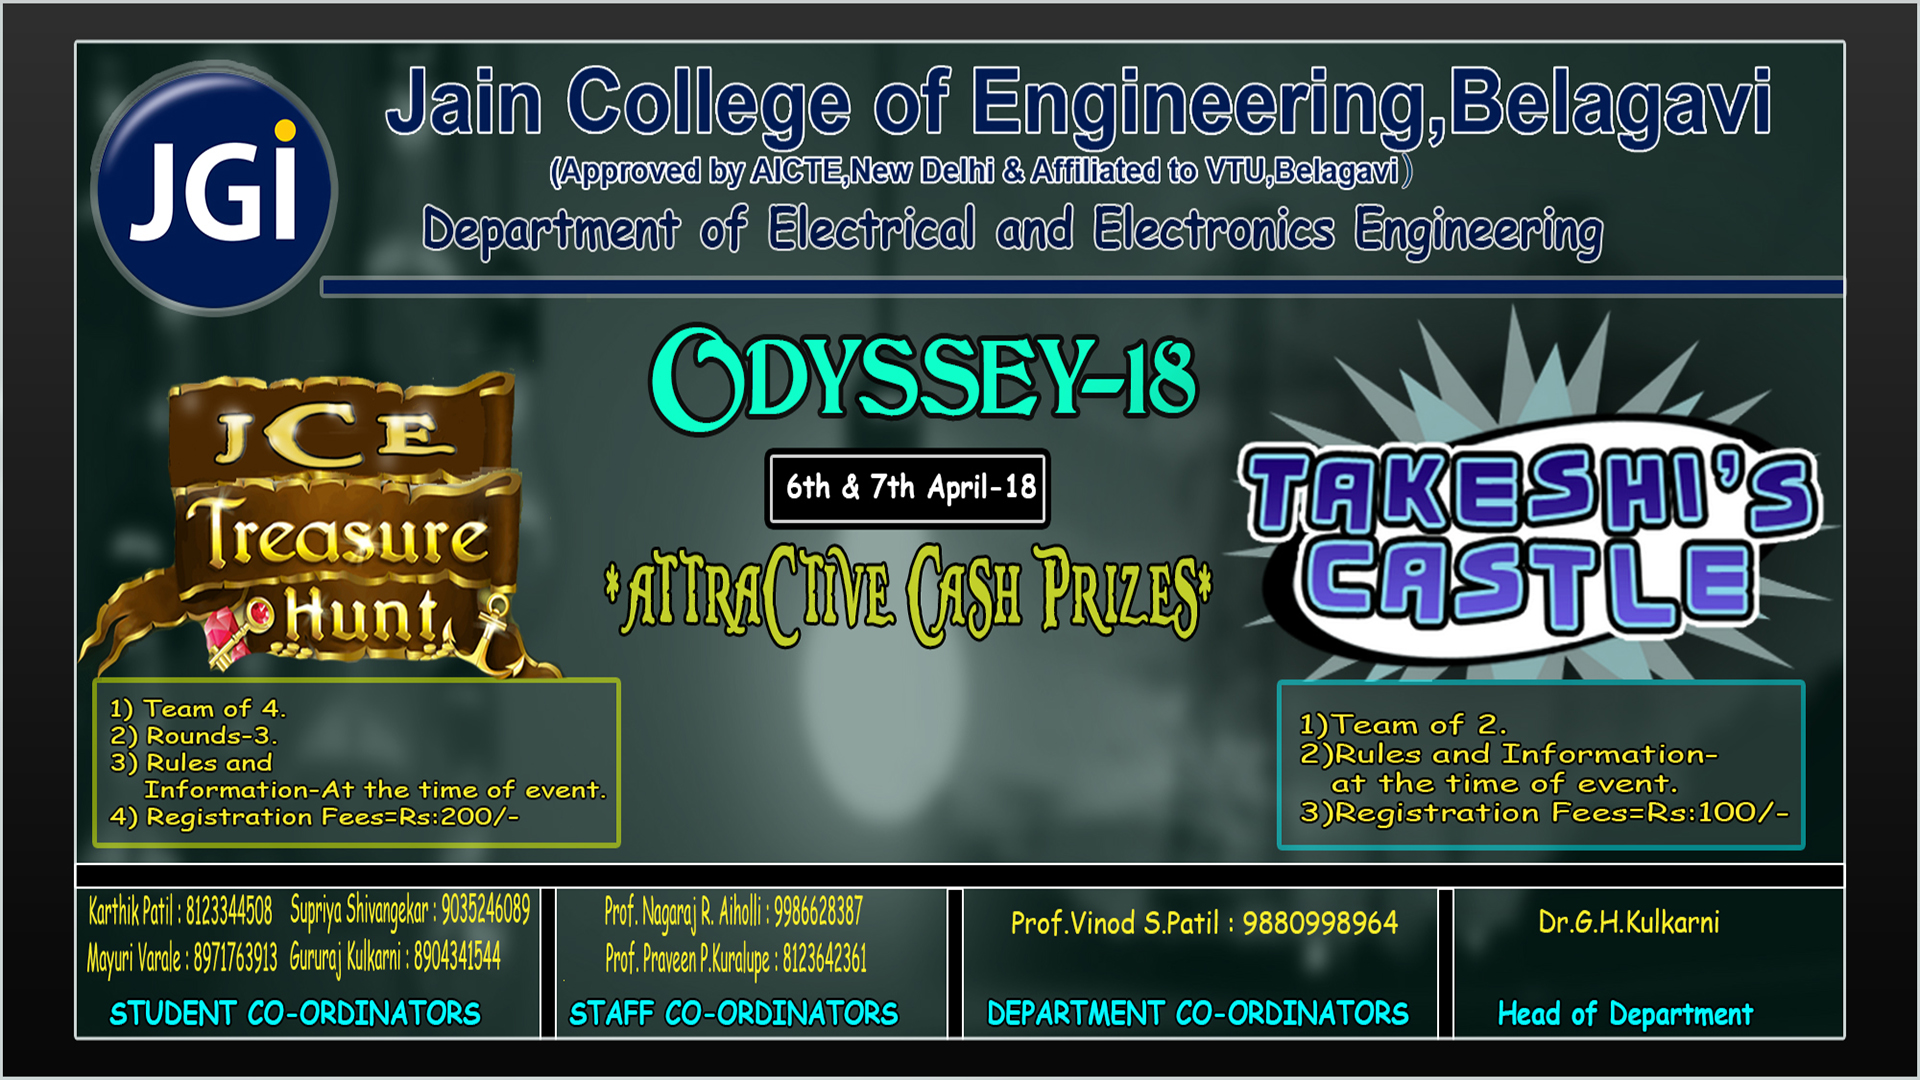 JGi
Jain College of Engineering,Belagavi
(Approved by AICTE,New Delhi & Affiliated to VTU,Belagavi)
Department of Electrical and Electronics Engineering
ODYSSEY-18
6th & 7th April-18
*ATTRACTIVE CASH PRIZES*
JCE
Treasure
Hunt
1) Team of 4.
2) Rounds-3.
3) Rules and
Information-At the time of event.
4) Registration Fees=Rs:200/-
TAKESHI'S
CASTLE
1)Team of 2.
2)Rules and Information-
at the time of event.
3)Registration Fees=Rs:100/-
Karthik Patil : 8123344508 Supriya Shivangekar : 9035246089
Mayuri Varale : 8971763913 Gururaj Kulkarni : 8904341544
STUDENT CO-ORDINATORS
Prof. Nagaraj R. Aiholli : 9986628387
Prof. Praveen P.Kuralupe : 8123642361
STAFF CO-ORDINATORS
Prof.Vinod S.Patil : 9880998964
DEPARTMENT CO-ORDINATORS
Dr.G.H.Kulkarni
Head of Department